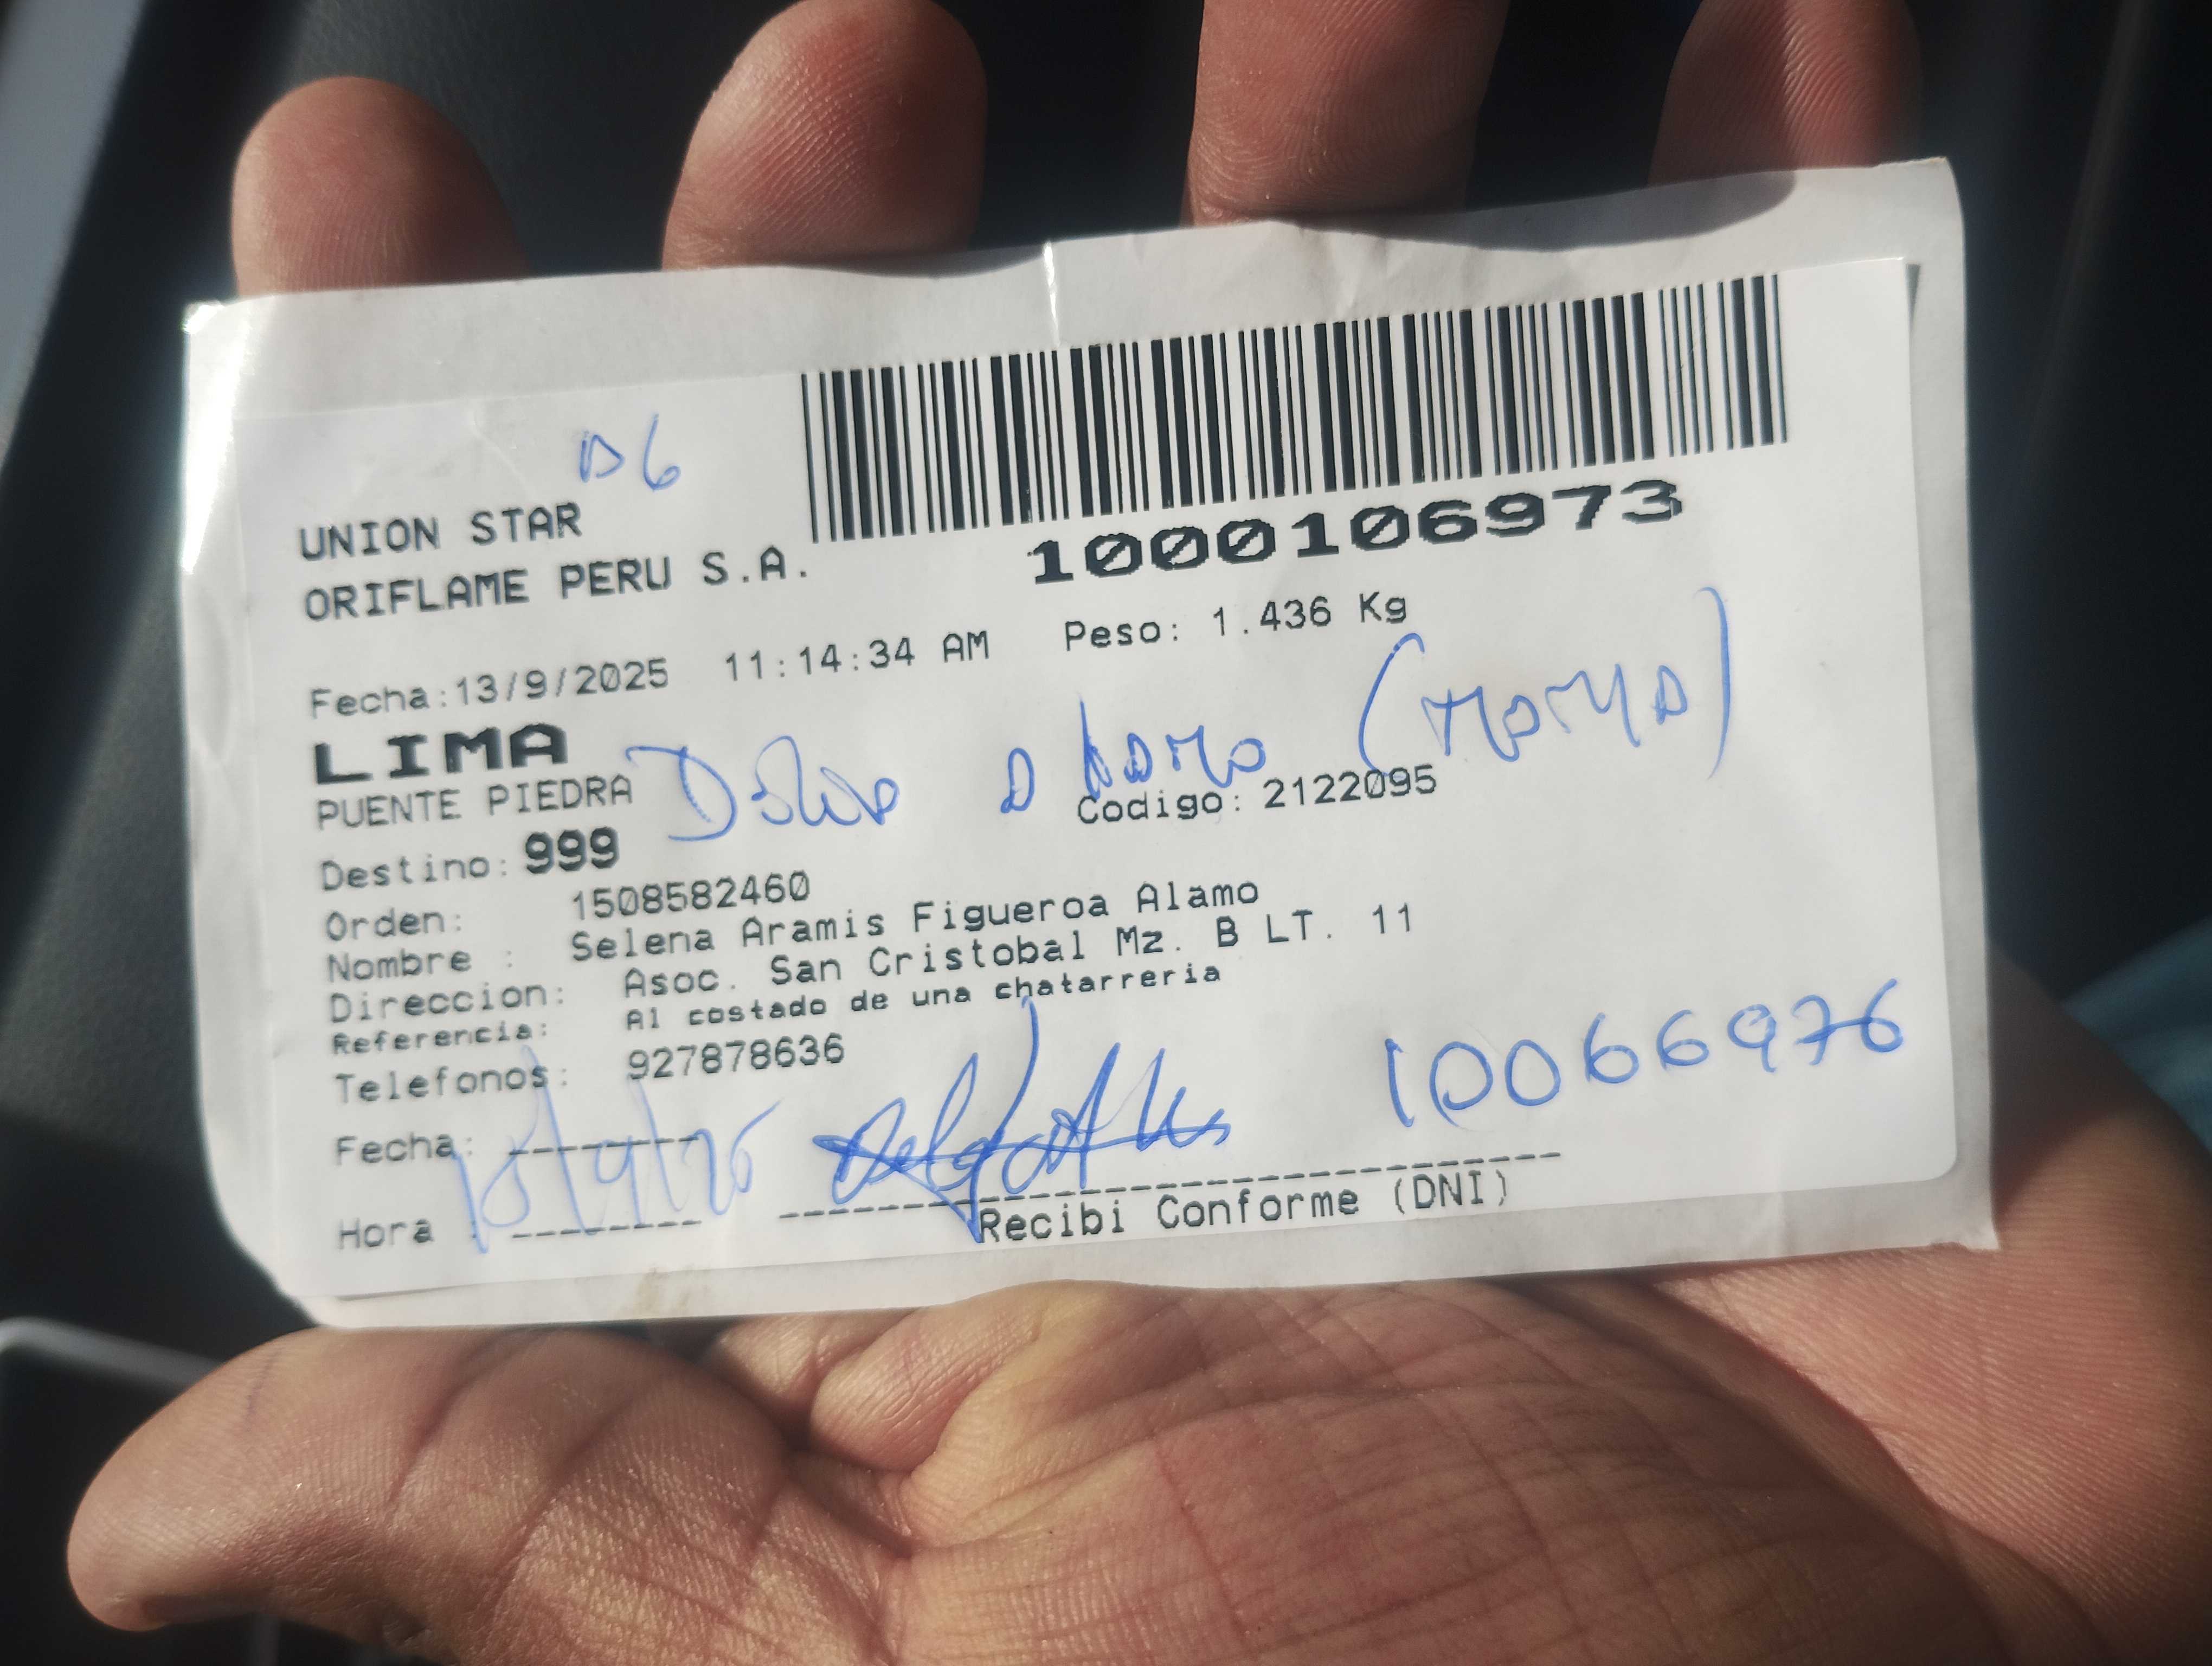 D6
UNION STAR
ORIFLAME PERU S.A.
1000106973
Fecha:13/9/2025 11:14:34 AM Peso: 1.436 Kg
LIMA
PUENTE PIEDRA
(MAMA)
Destino: 999 Codigo: 2122095
Orden: 1508582460
Nombre : Selena Aramis Figueroa Alamo
Direccion: Asoc. San Cristobal Mz. B LT. 11
Referencia: Al costado de una chatarreria
Telefonos: 927878636
10066976
Fecha:
Hora :
Recibi Conforme (DNI)